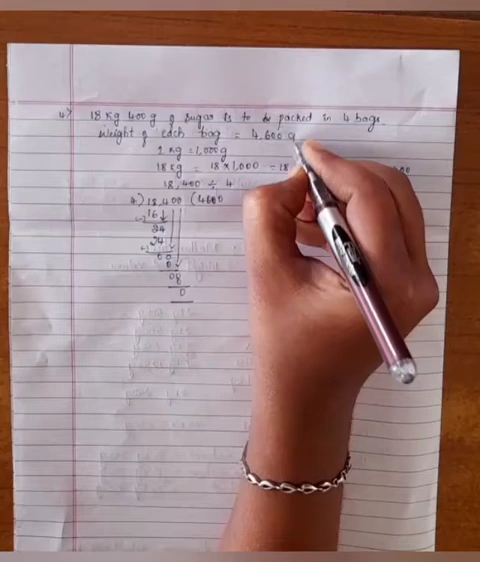 4) 18 kg 400 g of sugar is to be packed in 4 bags.
Weight of each bag = 4,600 g
1 kg = 1,000 g
18 kg = 18 × 1,000 = 18
00
18,400 ÷ 4
4) 18,400 (4600
-) 16
24
24
00
0
00
0